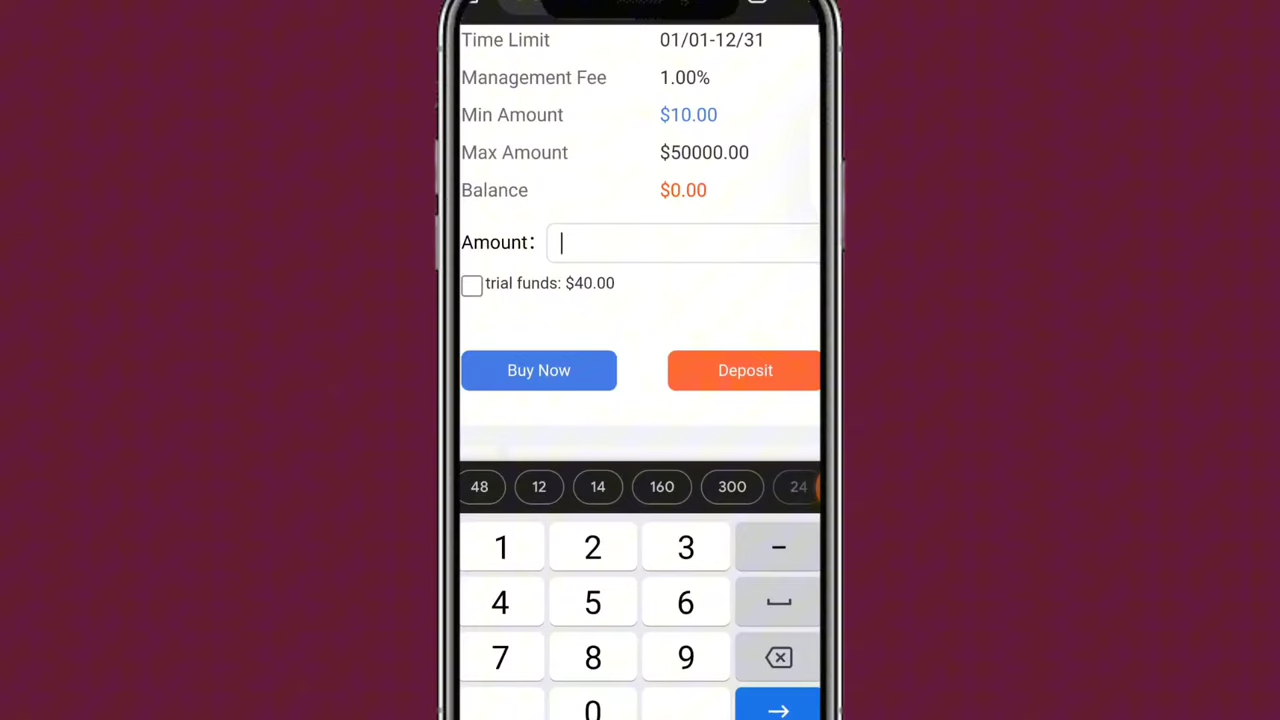 Time Limit 01/01-12/31
Management Fee 1.00%
Min Amount $10.00
Max Amount $50000.00
Balance $0.00
Amount:
trial funds: $40.00
Buy Now Deposit
48 12 14 160 300 24
1 2 3 -
4 5 6
7 8 9
0